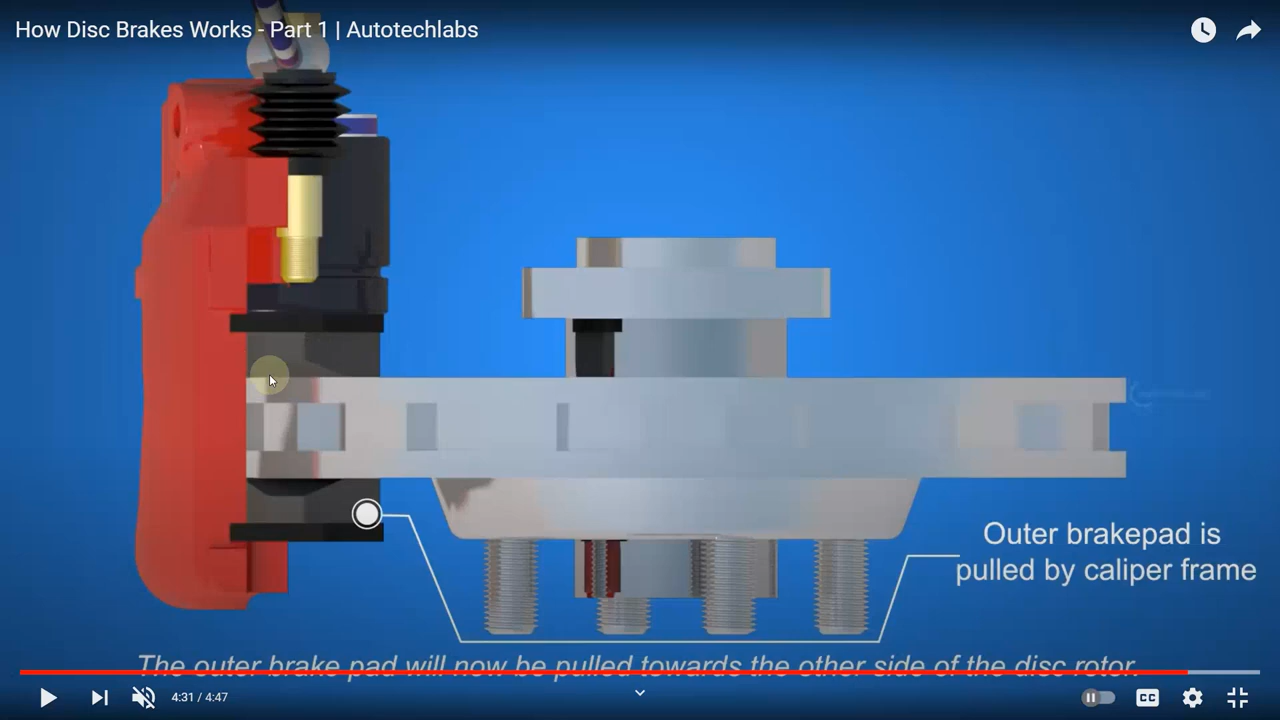 How Disc Brakes Works - Part 1 | Autotechlabs
Outer brakepad is
pulled by caliper frame
The outer brake pad will now be pulled towards the other side of the disc rotor.
4:31 / 4:47
CC